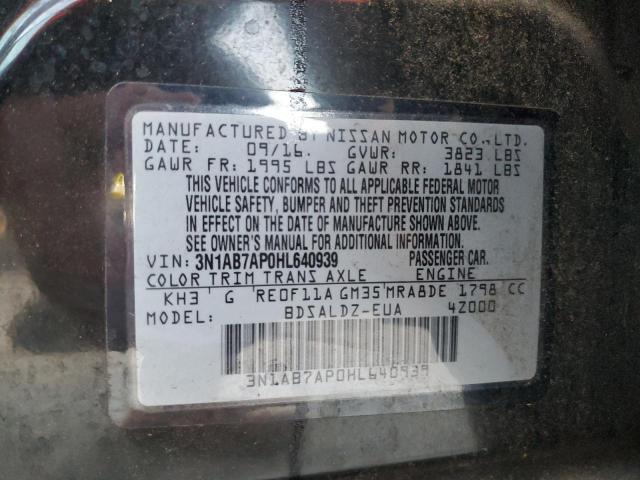 MANUFACTURED BY NISSAN MOTOR CO.,LTD.
DATE: 09/16. GVWR: 3823 LBS
GAWR FR: 1995 LBS GAWR RR: 1841 LBS
THIS VEHICLE CONFORMS TO ALL APPLICABLE FEDERAL MOTOR
VEHICLE SAFETY, BUMPER AND THEFT PREVENTION STANDARDS
IN EFFECT ON THE DATE OF MANUFACTURE SHOWN ABOVE.
SEE OWNER'S MANUAL FOR ADDITIONAL INFORMATION.
VIN: 3N1AB7AP0HL640939 PASSENGER CAR.
COLOR TRIM TRANS AXLE ENGINE
KH3 G RE0F11A GM35 MRA8DE 1798 CC
MODEL: BDSALDZ-EUA 42000
3N1AB7AP0HL640939